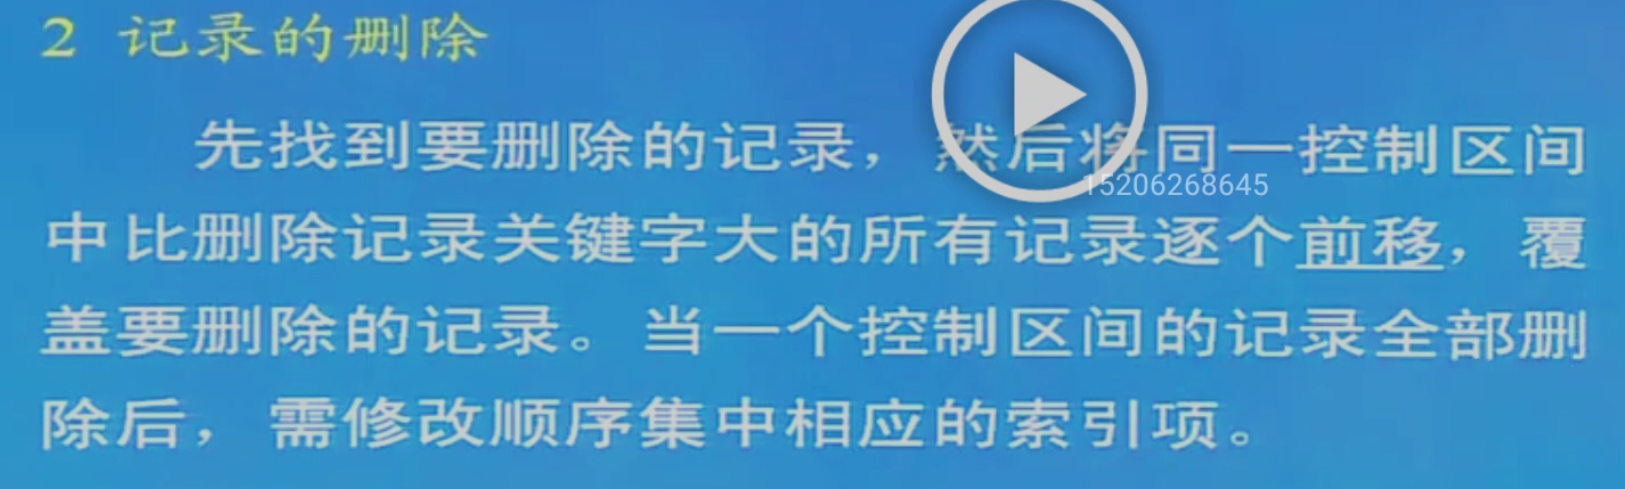 2 记录的删除
先找到要删除的记录，然后将同一控制区间
15206268645
中比删除记录关键字大的所有记录逐个前移，覆
盖要删除的记录。当一个控制区间的记录全部删
除后，需修改顺序集中相应的索引项。